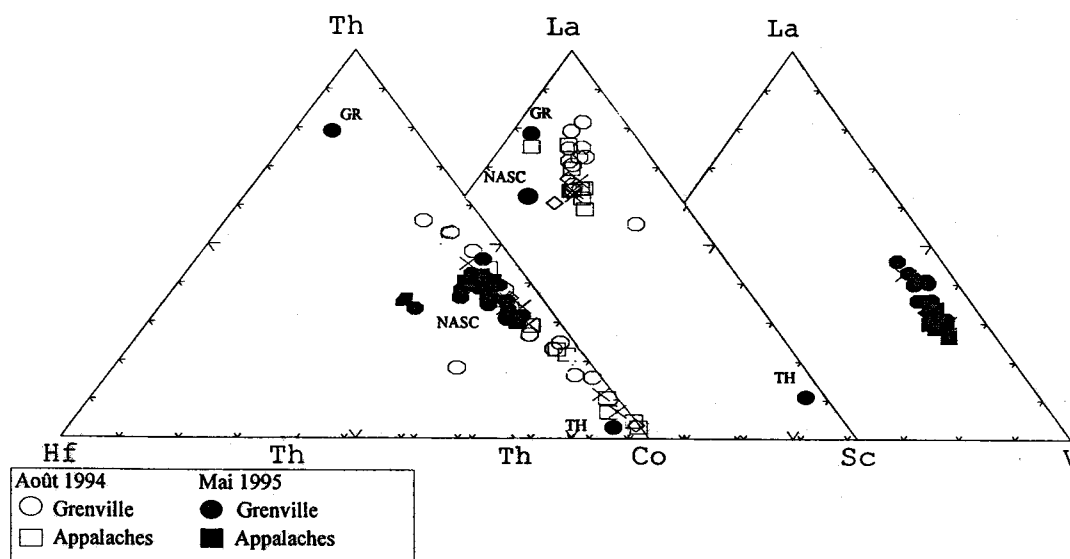 Th La La
GR GR
NASC
NASC
TH TH
Hf Th Th Co Sc V
Août 1994 Mai 1995
Grenville Grenville
Appalaches Appalaches